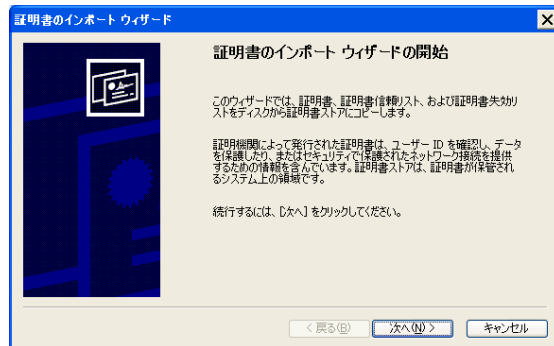 証明書のインポート ウィザード
証明書のインポート ウィザードの開始
このウィザードでは、証明書、証明書信頼リスト、および証明書失効リ
ストをディスクから証明書ストアにコピーします。
証明機関によって発行された証明書は、ユーザー ID を確認し、データ
を保護したり、またはセキュリティで保護されたネットワーク接続を提供
するための情報を含んでいます。証明書ストアは、証明書が保管され
るシステム上の領域です。
続行するには、[次へ] をクリックしてください。
< 戻る(B)
次へ(N) >
キャンセル